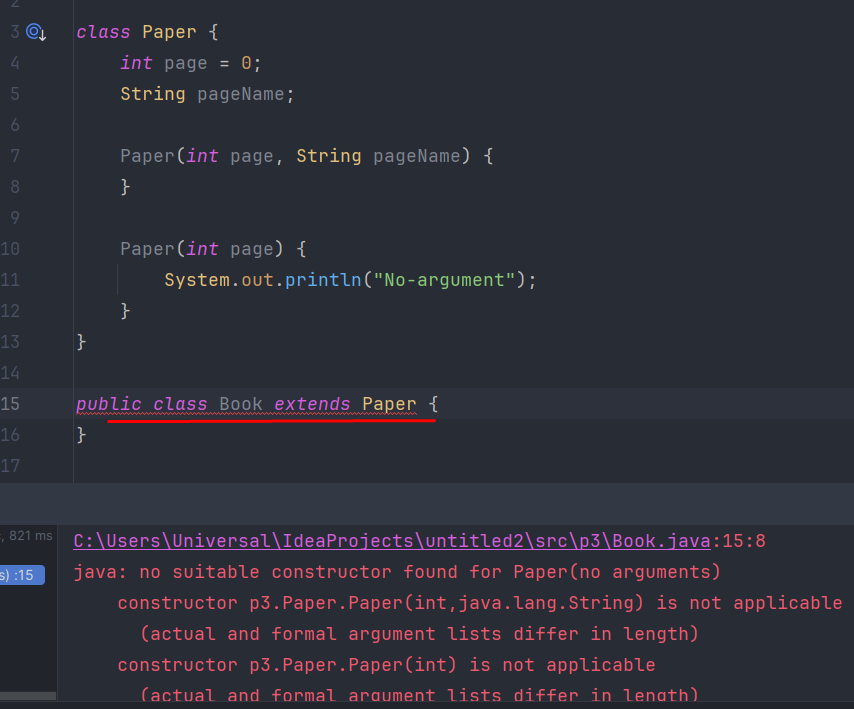 2
3 class Paper {
4 int page = 0;
5 String pageName;
6
7 Paper(int page, String pageName) {
8 }
9
10 Paper(int page) {
11 System.out.println("No-argument");
12 }
13 }
14
15 public class Book extends Paper {
16 }
17
, 821 ms
C:\Users\Universal\IdeaProjects\untitled2\src\p3\Book.java:15:8
s) :15
java: no suitable constructor found for Paper(no arguments)
constructor p3.Paper.Paper(int,java.lang.String) is not applicable
(actual and formal argument lists differ in length)
constructor p3.Paper.Paper(int) is not applicable
(actual and formal argument lists differ in length)